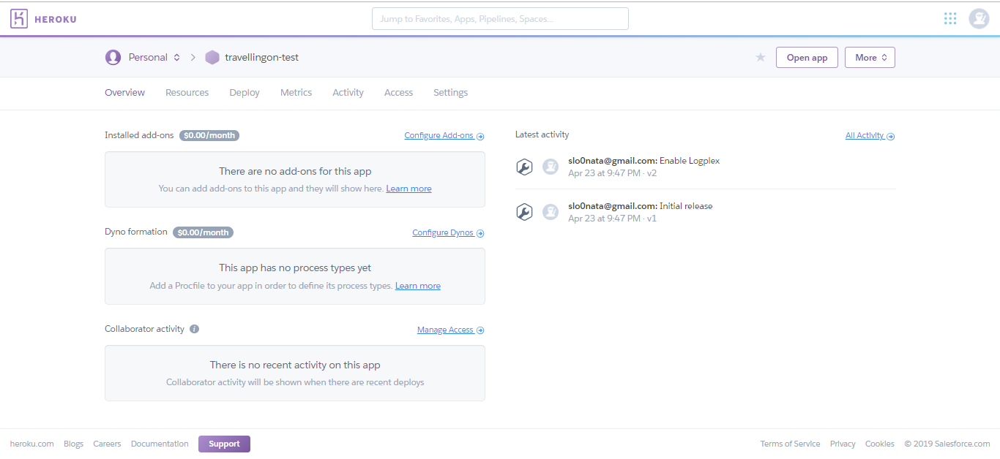 HEROKU
Jump to Favorites, Apps, Pipelines, Spaces...
Personal
travellingon-test
Open app
More
Overview
Resources
Deploy
Metrics
Activity
Access
Settings
Installed add-ons $0.00/month
Configure Add-ons
There are no add-ons for this app
You can add add-ons to this app and they will show here. Learn more
Dyno formation $0.00/month
Configure Dynos
This app has no process types yet
Add a Procfile to your app in order to define its process types. Learn more
Collaborator activity
Manage Access
There is no recent activity on this app
Collaborator activity will be shown when there are recent deploys
Latest activity
All Activity
slo0nata@gmail.com: Enable Logplex
Apr 23 at 9:47 PM · v2
slo0nata@gmail.com: Initial release
Apr 23 at 9:47 PM · v1
heroku.com
Blogs
Careers
Documentation
Support
Terms of Service
Privacy
Cookies
© 2019 Salesforce.com